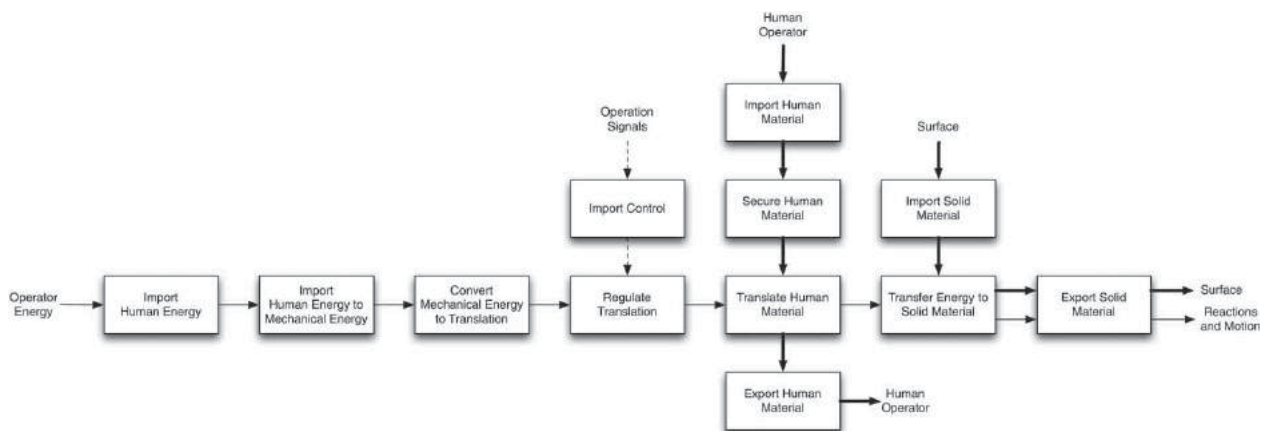 Human
Operator
Import Human
Material
Operation
Signals
Surface
Import Control
Secure Human
Material
Import Solid
Material
Operator
Energy
Import
Human Energy
Import
Human Energy to
Mechanical Energy
Convert
Mechanical Energy
to Translation
Regulate
Translation
Translate Human
Material
Transfer Energy to
Solid Material
Export Solid
Material
Surface
Reactions
and Motion
Export Human
Material
Human
Operator